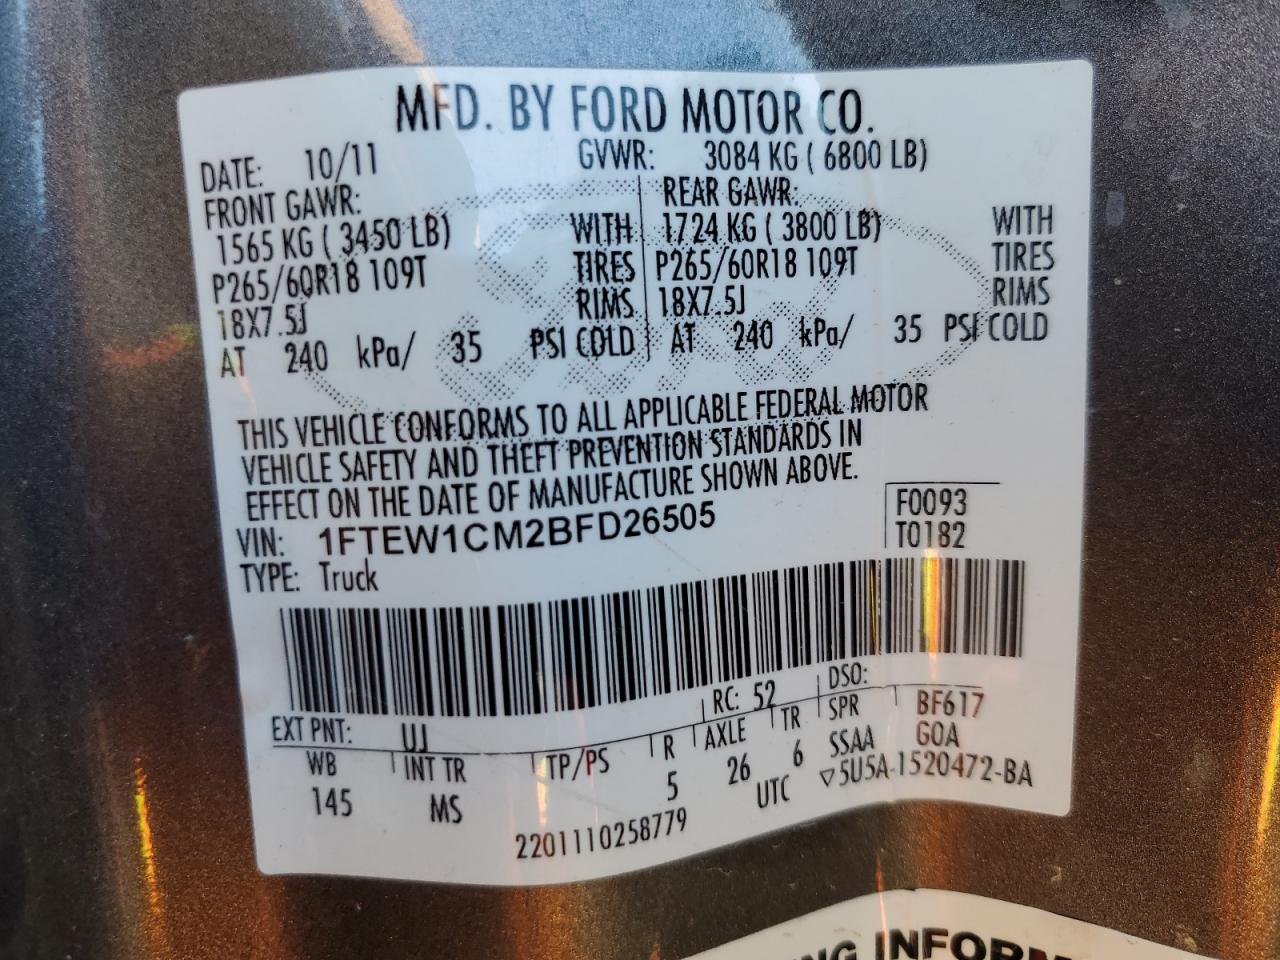 MFD. BY FORD MOTOR CO.
DATE: 10/11 GVWR: 3084 KG ( 6800 LB)
FRONT GAWR: REAR GAWR:
1565 KG ( 3450 LB) WITH 1724 KG ( 3800 LB) WITH
P265/60R18 109T TIRES P265/60R18 109T TIRES
18X7.5J RIMS 18X7.5J RIMS
AT 240 kPa/ 35 PSI COLD AT 240 kPa/ 35 PSI COLD
THIS VEHICLE CONFORMS TO ALL APPLICABLE FEDERAL MOTOR
VEHICLE SAFETY AND THEFT PREVENTION STANDARDS IN
EFFECT ON THE DATE OF MANUFACTURE SHOWN ABOVE.
VIN: 1FTEW1CM2BFD26505 F0093
TYPE: Truck T0182
EXT PNT: UJ RC: 52 DSO:
WB INT TR TP/PS R AXLE TR SPR BF617
145 MS 5 26 6 SSAA GOA
UTC ▽5U5A-1520472-BA
2201110258779
NG INFORM